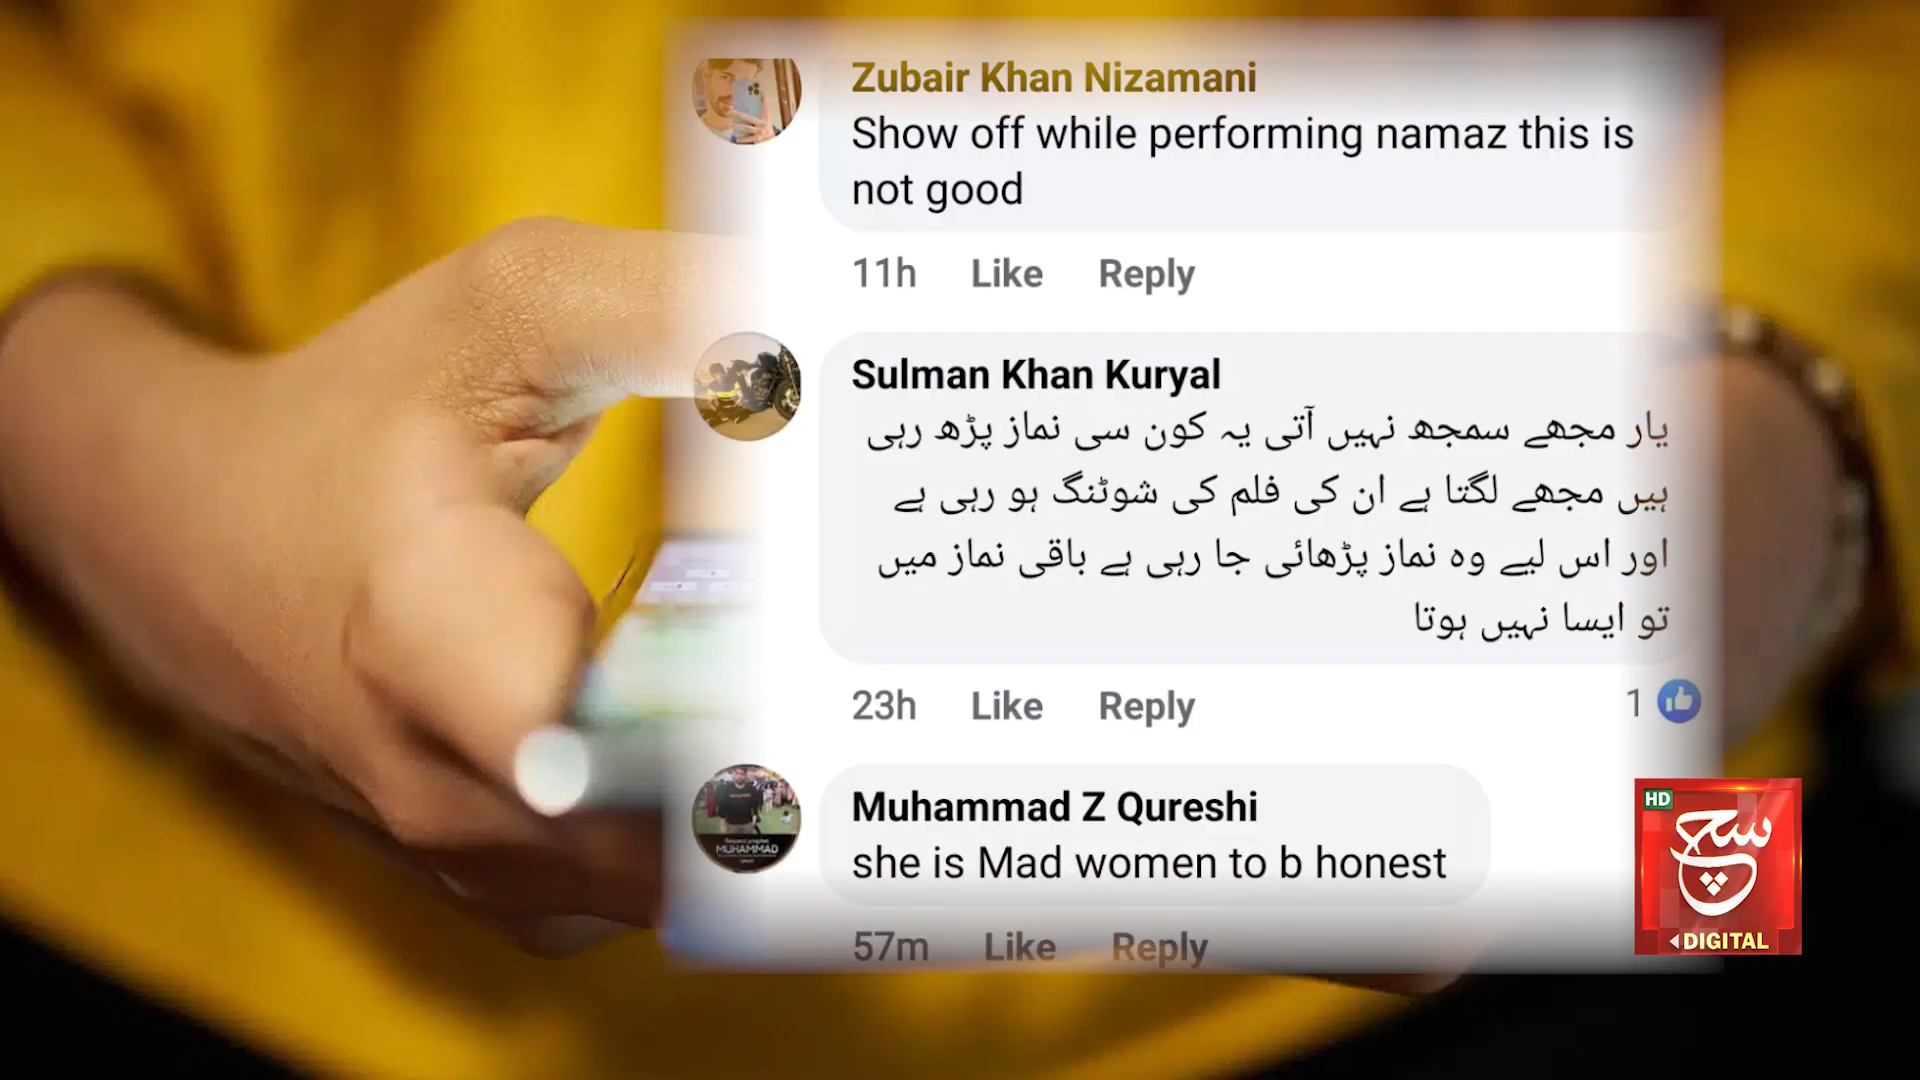 Zubair Khan Nizamani
Show off while performing namaz this is
not good
11h Like Reply
Sulman Khan Kuryal
یار مجھے سمجھ نہیں آتی یہ کون سی نماز پڑھ رہی
ہیں مجھے لگتا ہے ان کی فلم کی شوٹنگ ہو رہی ہے
اور اس لیے وہ نماز پڑھائی جا رہی ہے باقی نماز میں
تو ایسا نہیں ہوتا
23h Like Reply 1
Muhammad Z Qureshi
she is Mad women to b honest
57m Like Reply
MUHAMMAD
HD
سچ
DIGITAL